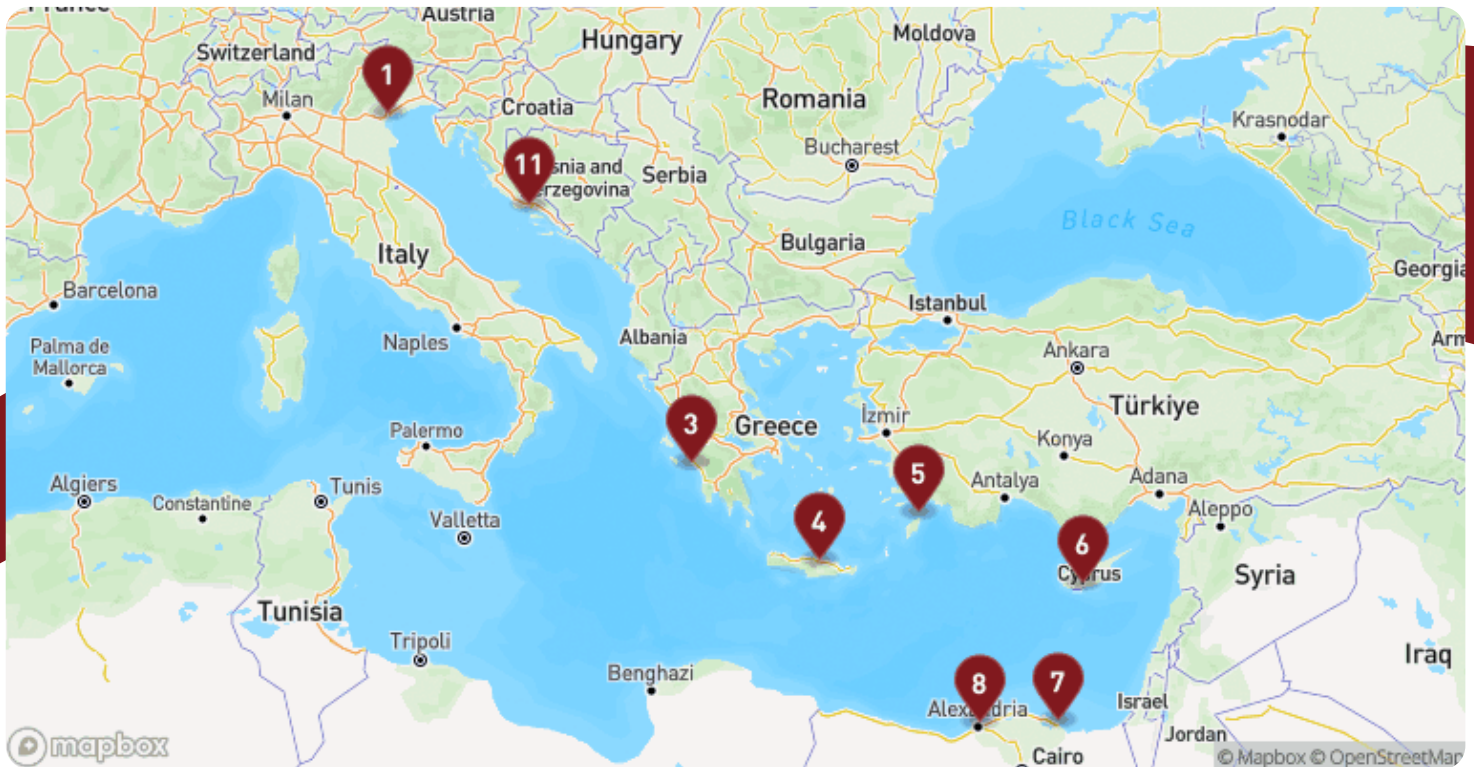 France
Austria
Switzerland
Hungary
Moldova
1
Milan
Croatia
Romania
Krasnodar
11
snia and
erzegovina
Serbia
Bucharest
Black Sea
Italy
Bulgaria
Georgia
Barcelona
Istanbul
Naples
Albania
Arm
Palma de
Mallorca
Ankara
3
Greece
İzmir
Türkiye
Palermo
Konya
5
Algiers
Constantine
Tunis
Antalya
Adana
4
Valletta
Aleppo
6
Cyprus
Syria
Tunisia
Tripoli
Benghazi
Iraq
8
7
Alexandria
Israel
Jordan
Cairo
mapbox
© Mapbox © OpenStreetMap